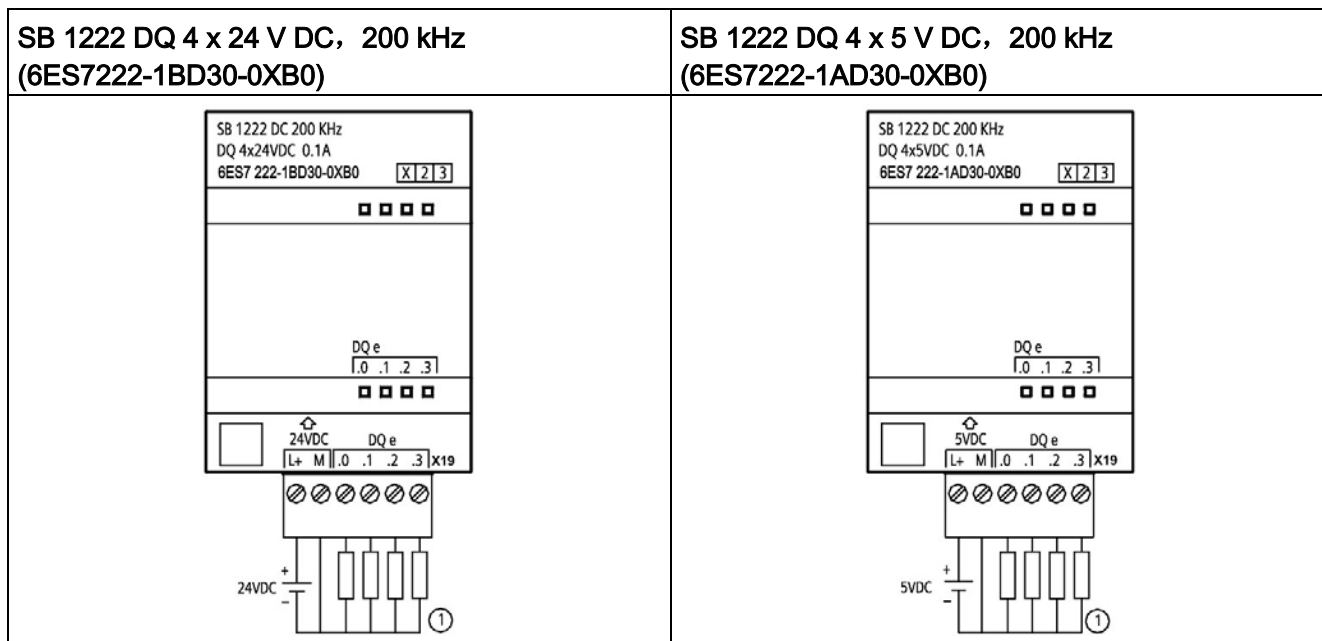 SB 1222 DQ 4 x 24 V DC，200 kHz
(6ES7222-1BD30-0XB0)
SB 1222 DQ 4 x 5 V DC，200 kHz
(6ES7222-1AD30-0XB0)
SB 1222 DC 200 KHz
DQ 4x24VDC 0.1A
6ES7 222-1BD30-0XB0 X 2 3
DQ e
.0 .1 .2 .3
24VDC DQ e
L+ M .0 .1 .2 .3 X19
+
24VDC
−
①
SB 1222 DC 200 KHz
DQ 4x5VDC 0.1A
6ES7 222-1AD30-0XB0 X 2 3
DQ e
.0 .1 .2 .3
5VDC DQ e
L+ M .0 .1 .2 .3 X19
+
5VDC
−
①